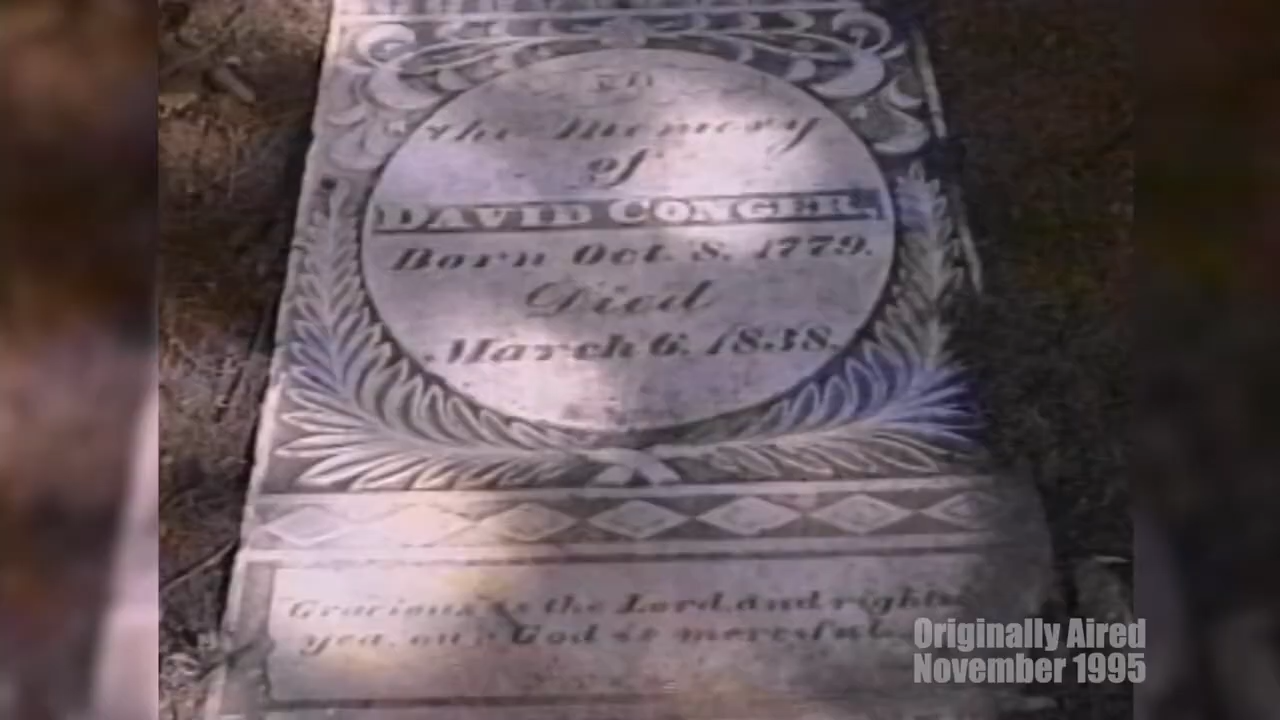 The Memory
of
DAVID CONGER,
Born Oct. 8. 1779.
Died
March 6. 1838.
Gracious is the Lord, and
yea, our God is merciful
Originally Aired
November 1995